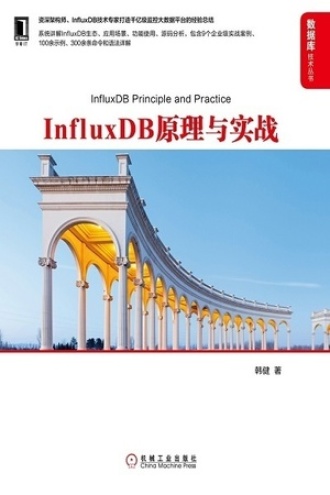 资深架构师、InfluxDB技术专家打造千亿级监控大数据平台的经验总结
系统讲解InfluxDB生态、应用场景、功能使用、源码分析，包含9个企业级实战案例、
100余示例、300余条命令和语法详解
数据库
技术丛书
InfluxDB Principle and Practice
InfluxDB原理与实战
韩健 著
机械工业出版社
China Machine Press